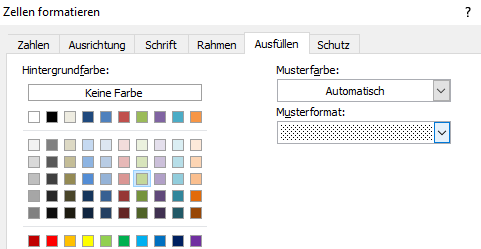 Zellen formatieren
?
Zahlen
Ausrichtung
Schrift
Rahmen
Ausfüllen
Schutz
Hintergrundfarbe:
Keine Farbe
Musterfarbe:
Automatisch
Musterformat: